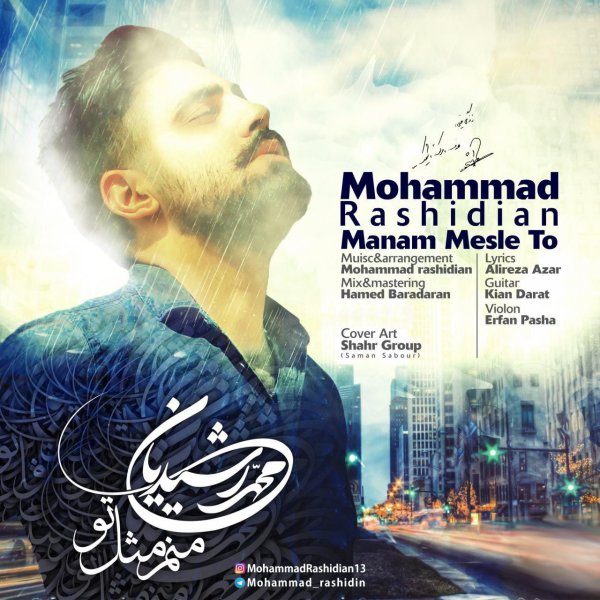 Mohammad
Rashidian
Manam Mesle To
Muisc&arrangement
Mohammad rashidian
Mix&mastering
Hamed Baradaran
Cover Art
Shahr Group
(Saman Sabour)
Lyrics
Alireza Azar
Guitar
Kian Darat
Violon
Erfan Pasha
محمد رشیدیان
منم مثل تو
MohammadRashidian13
Mohammad_rashidin